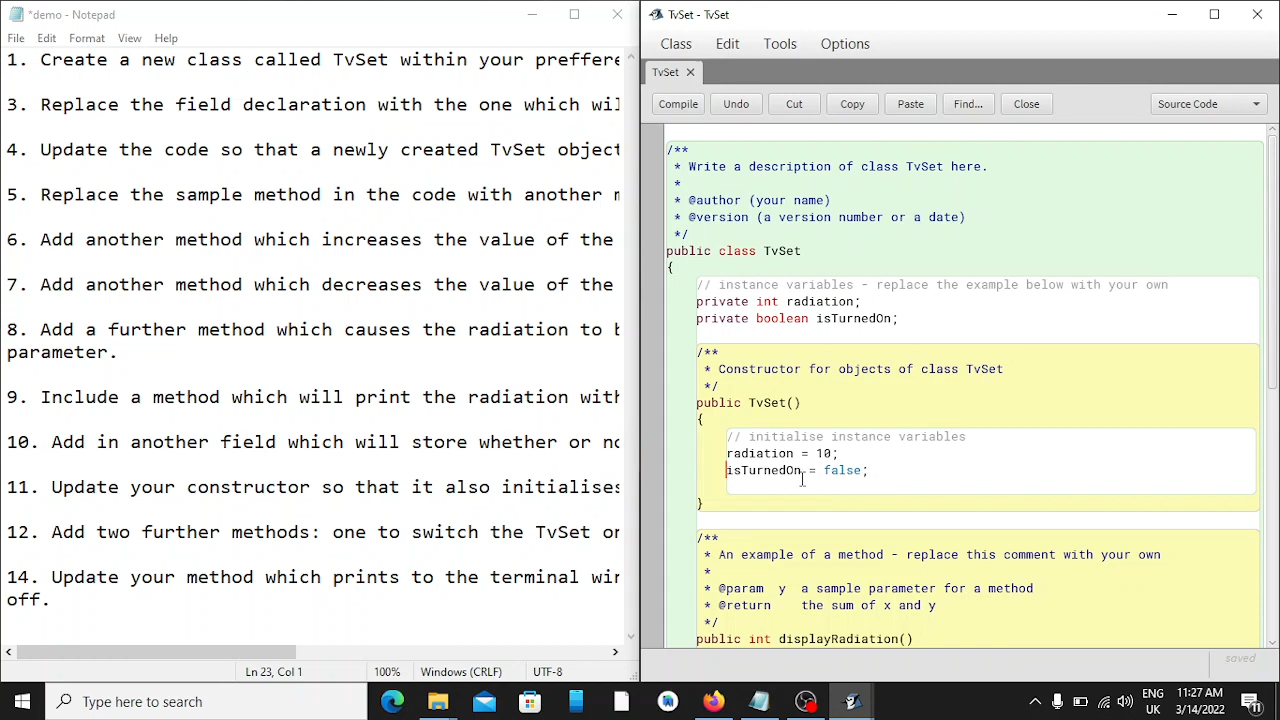 *demo - Notepad
File Edit Format View Help
1. Create a new class called TvSet within your preffere
3. Replace the field declaration with the one which wil
4. Update the code so that a newly created TvSet object
5. Replace the sample method in the code with another m
6. Add another method which increases the value of the
7. Add another method which decreases the value of the
8. Add a further method which causes the radiation to b
parameter.
9. Include a method which will print the radiation with
10. Add in another field which will store whether or no
11. Update your constructor so that it also initialises
12. Add two further methods: one to switch the TvSet or
14. Update your method which prints to the terminal win
off.
Ln 23, Col 1 100% Windows (CRLF) UTF-8
TvSet - TvSet
Class Edit Tools Options
TvSet
Compile Undo Cut Copy Paste Find... Close Source Code
/**
* Write a description of class TvSet here.
*
* @author (your name)
* @version (a version number or a date)
*/
public class TvSet
{
// instance variables - replace the example below with your own
private int radiation;
private boolean isTurnedOn;
/**
* Constructor for objects of class TvSet
*/
public TvSet()
{
// initialise instance variables
radiation = 10;
isTurnedOn = false;
}
/**
* An example of a method - replace this comment with your own
*
* @param y a sample parameter for a method
* @return the sum of x and y
*/
public int displayRadiation()
saved
Type here to search
ENG
UK
11:27 AM
3/14/2022